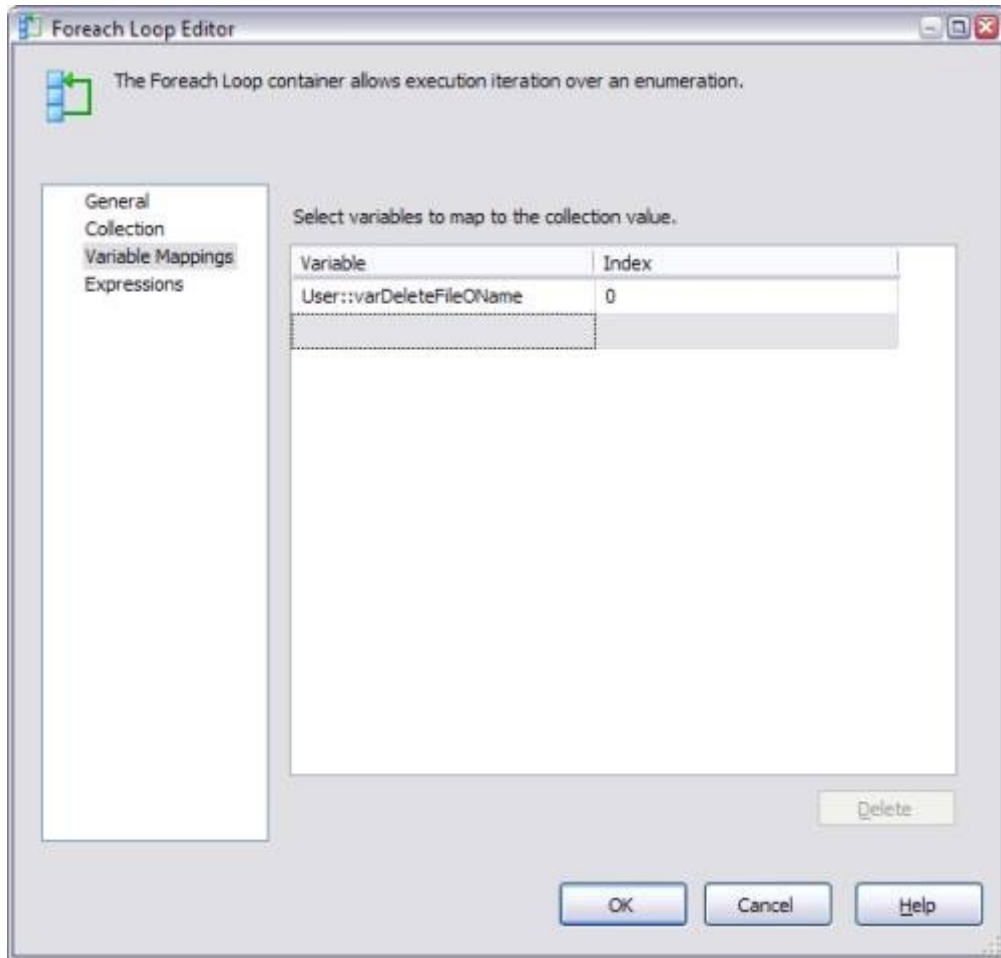 Foreach Loop Editor
The Foreach Loop container allows execution iteration over an enumeration.
General
Collection
Variable Mappings
Expressions
Select variables to map to the collection value.
Variable Index
User::varDeleteFileOName 0
Delete
OK Cancel Help